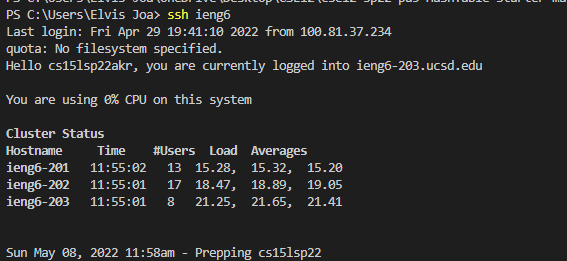 PS C:\Users\Elvis Joa> ssh ieng6
Last login: Fri Apr 29 19:41:10 2022 from 100.81.37.234
quota: No filesystem specified.
Hello cs15lsp22akr, you are currently logged into ieng6-203.ucsd.edu

You are using 0% CPU on this system

Cluster Status
Hostname     Time    #Users  Load  Averages
ieng6-201   11:55:02   13  15.28,  15.32,  15.20
ieng6-202   11:55:01   17  18.47,  18.89,  19.05
ieng6-203   11:55:01   8   21.25,  21.65,  21.41

Sun May 08, 2022 11:58am - Prepping cs15lsp22